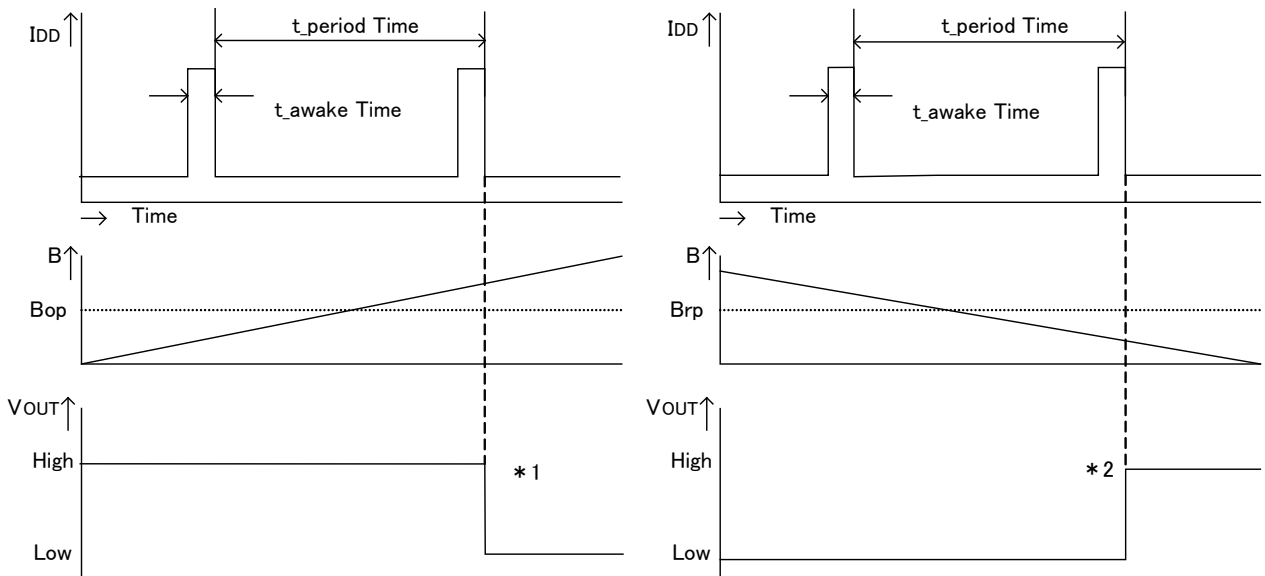 IDD
t_period Time
t_awake Time
Time
B
Bop
VOUT
High
*1
Low
IDD
t_period Time
t_awake Time
Time
B
Brp
VOUT
High
*2
Low